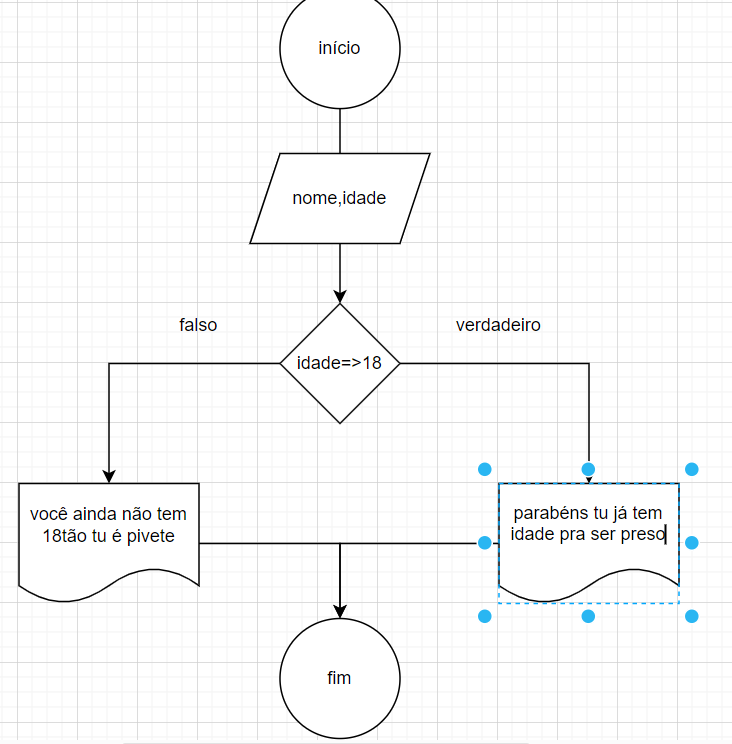 início
nome,idade
falso
verdadeiro
idade=>18
você ainda não tem
18tão tu é pivete
parabéns tu já tem
idade pra ser preso
fim